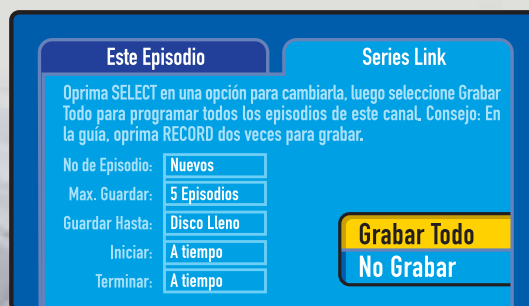 Este Episodio
Series Link
Oprima SELECT en una opción para cambiarla, luego seleccione Grabar
Todo para programar todos los episodios de este canal. Consejo: En
la guía, oprima RECORD dos veces para grabar.
No de Episodio: Nuevos
Max. Guardar: 5 Episodios
Guardar Hasta: Disco Lleno
Iniciar: A tiempo
Terminar: A tiempo
Grabar Todo
No Grabar